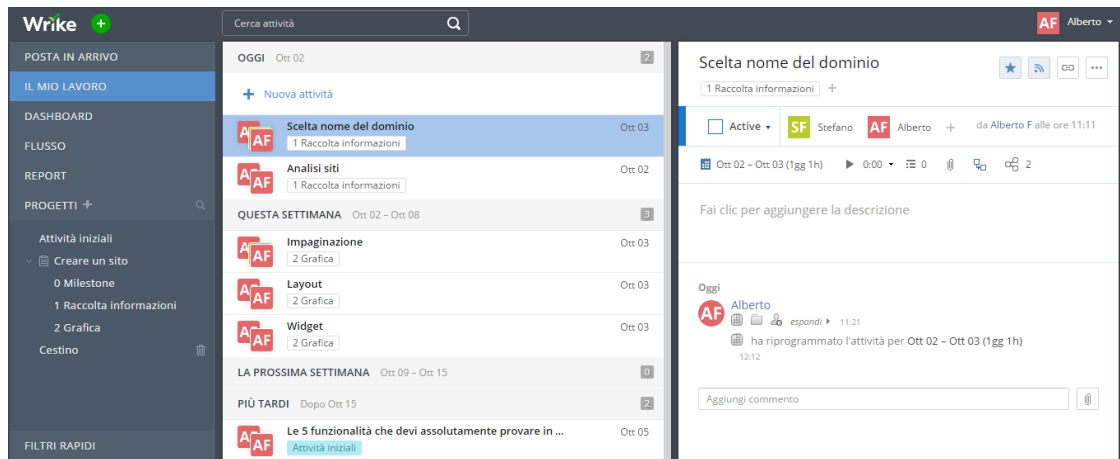 Wrike
Cerca attività
AF Alberto
POSTA IN ARRIVO
IL MIO LAVORO
DASHBOARD
FLUSSO
REPORT
PROGETTI
Attività iniziali
Creare un sito
0 Milestone
1 Raccolta informazioni
2 Grafica
Cestino
FILTRI RAPIDI
OGGI Ott 02 2
Nuova attività
AF Scelta nome del dominio Ott 03
1 Raccolta informazioni
AF Analisi siti Ott 02
1 Raccolta informazioni
QUESTA SETTIMANA Ott 02 – Ott 08 3
AF Impaginazione Ott 03
2 Grafica
AF Layout Ott 03
2 Grafica
AF Widget Ott 03
2 Grafica
LA PROSSIMA SETTIMANA Ott 09 – Ott 15 0
PIÙ TARDI Dopo Ott 15 2
AF Le 5 funzionalità che devi assolutamente provare in ... Ott 05
Attività iniziali
Scelta nome del dominio
1 Raccolta informazioni +
Active SF Stefano AF Alberto + da Alberto F alle ore 11:11
Ott 02 – Ott 03 (1gg 1h) 0:00 0 2
Fai clic per aggiungere la descrizione
Oggi
AF Alberto
espandi 11:21
ha riprogrammato l'attività per Ott 02 – Ott 03 (1gg 1h)
12:12
Aggiungi commento